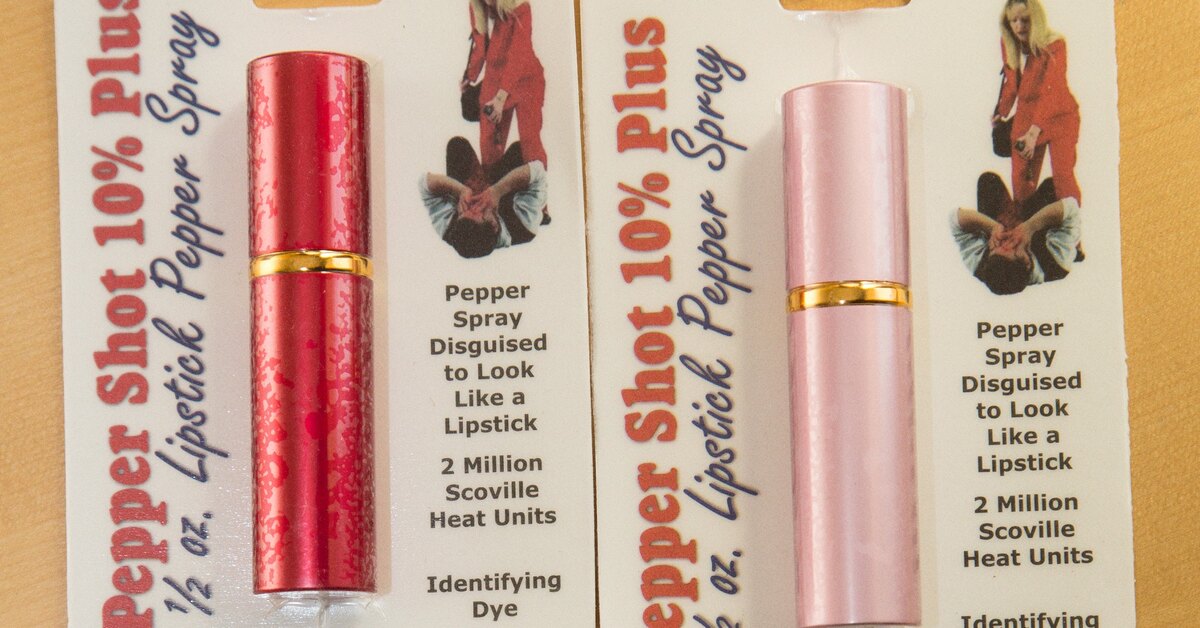 Pepper Shot 10% Plus
1/2 oz. Lipstick Pepper Spray
Pepper
Spray
Disguised
to Look
Like a
Lipstick
2 Million
Scoville
Heat Units
Identifying
Dye
epper Shot 10% Plus
oz. Lipstick Pepper Spray
Pepper
Spray
Disguised
to Look
Like a
Lipstick
2 Million
Scoville
Heat Units
Identifying